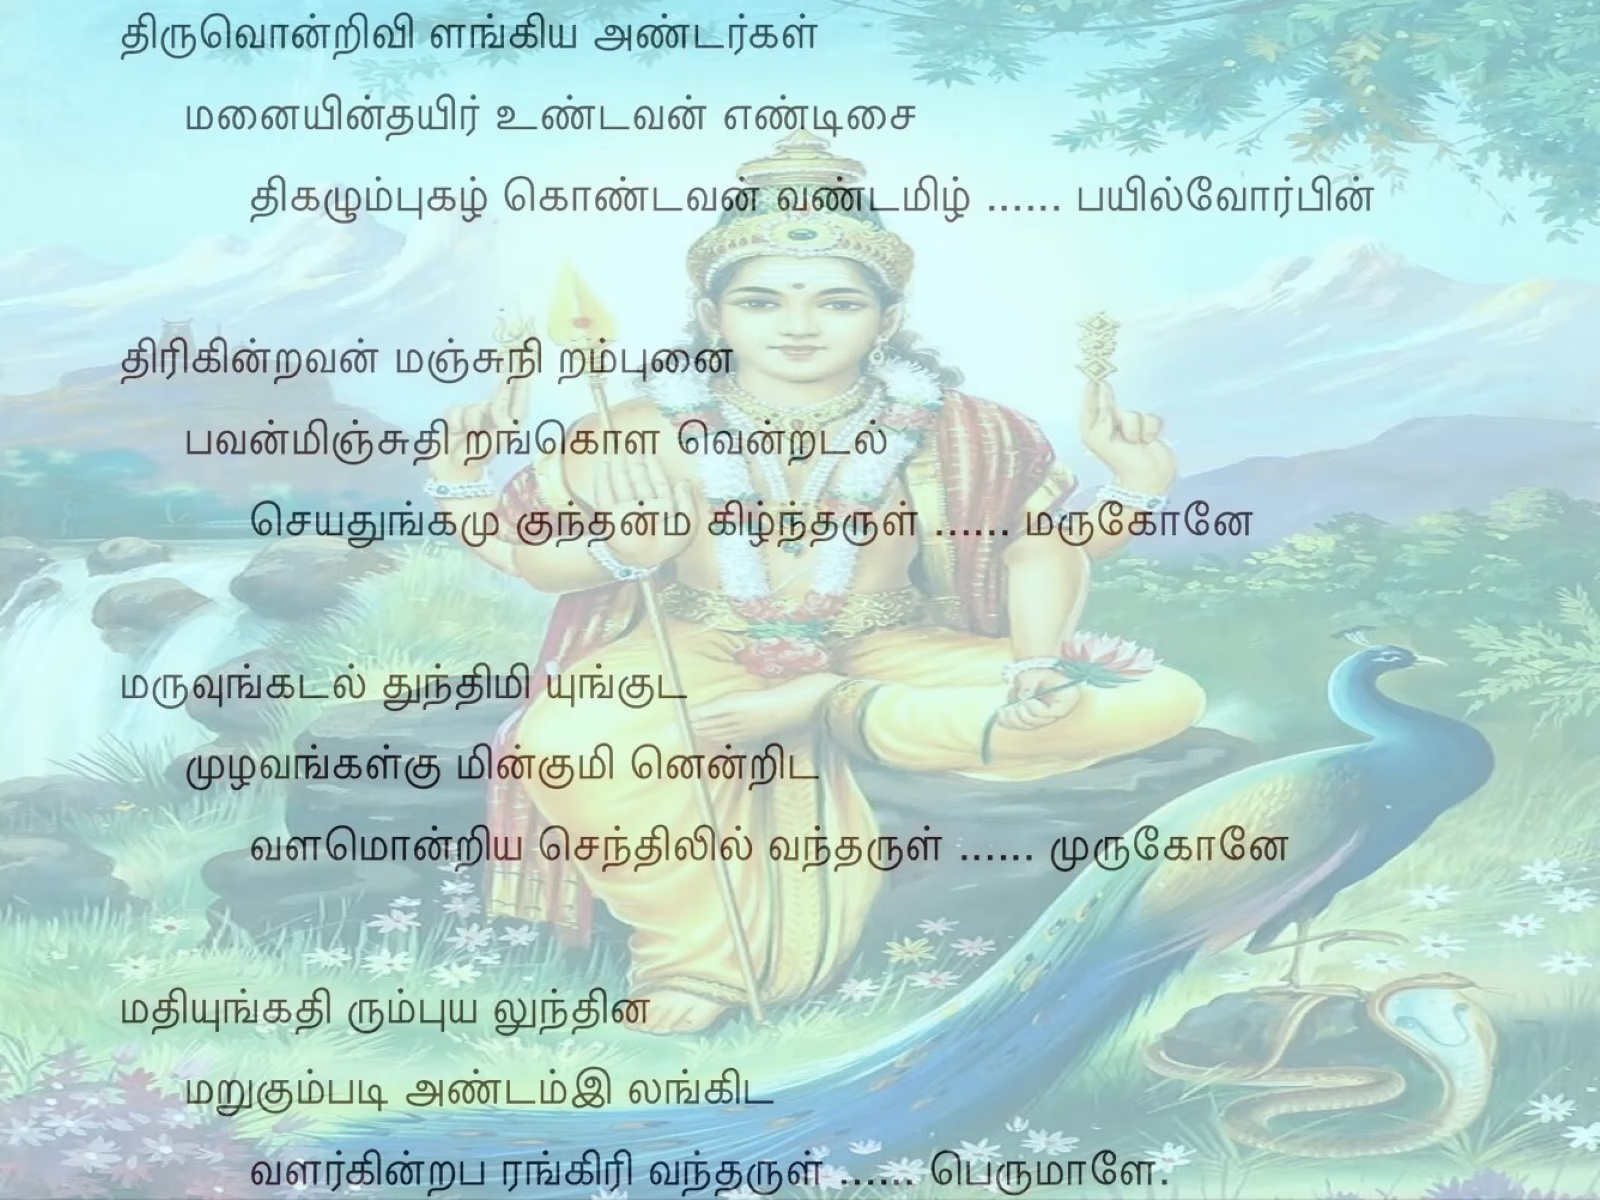 திருவொன்றிவி ளங்கிய அண்டர்கள்
மனையின்தயிர் உண்டவன் எண்டிசை
திகழும்புகழ் கொண்டவன் வண்டமிழ் ...... பயில்வோர்பின்
திரிகின்றவன் மஞ்சுநி றம்புனை
பவன்மிஞ்சுதி றங்கொள வென்றடல்
செயதுங்கமு குந்தன்ம கிழ்ந்தருள் ...... மருகோனே
மருவுங்கடல் துந்திமி யுங்குட
முழவங்கள்கு மின்குமி னென்றிட
வளமொன்றிய செந்திலில் வந்தருள் ...... முருகோனே
மதியுங்கதி ரும்புய லுந்தின
மறுகும்படி அண்டம்இ லங்கிட
வளர்கின்றப ரங்கிரி வந்தருள் ...... பெருமாளே.